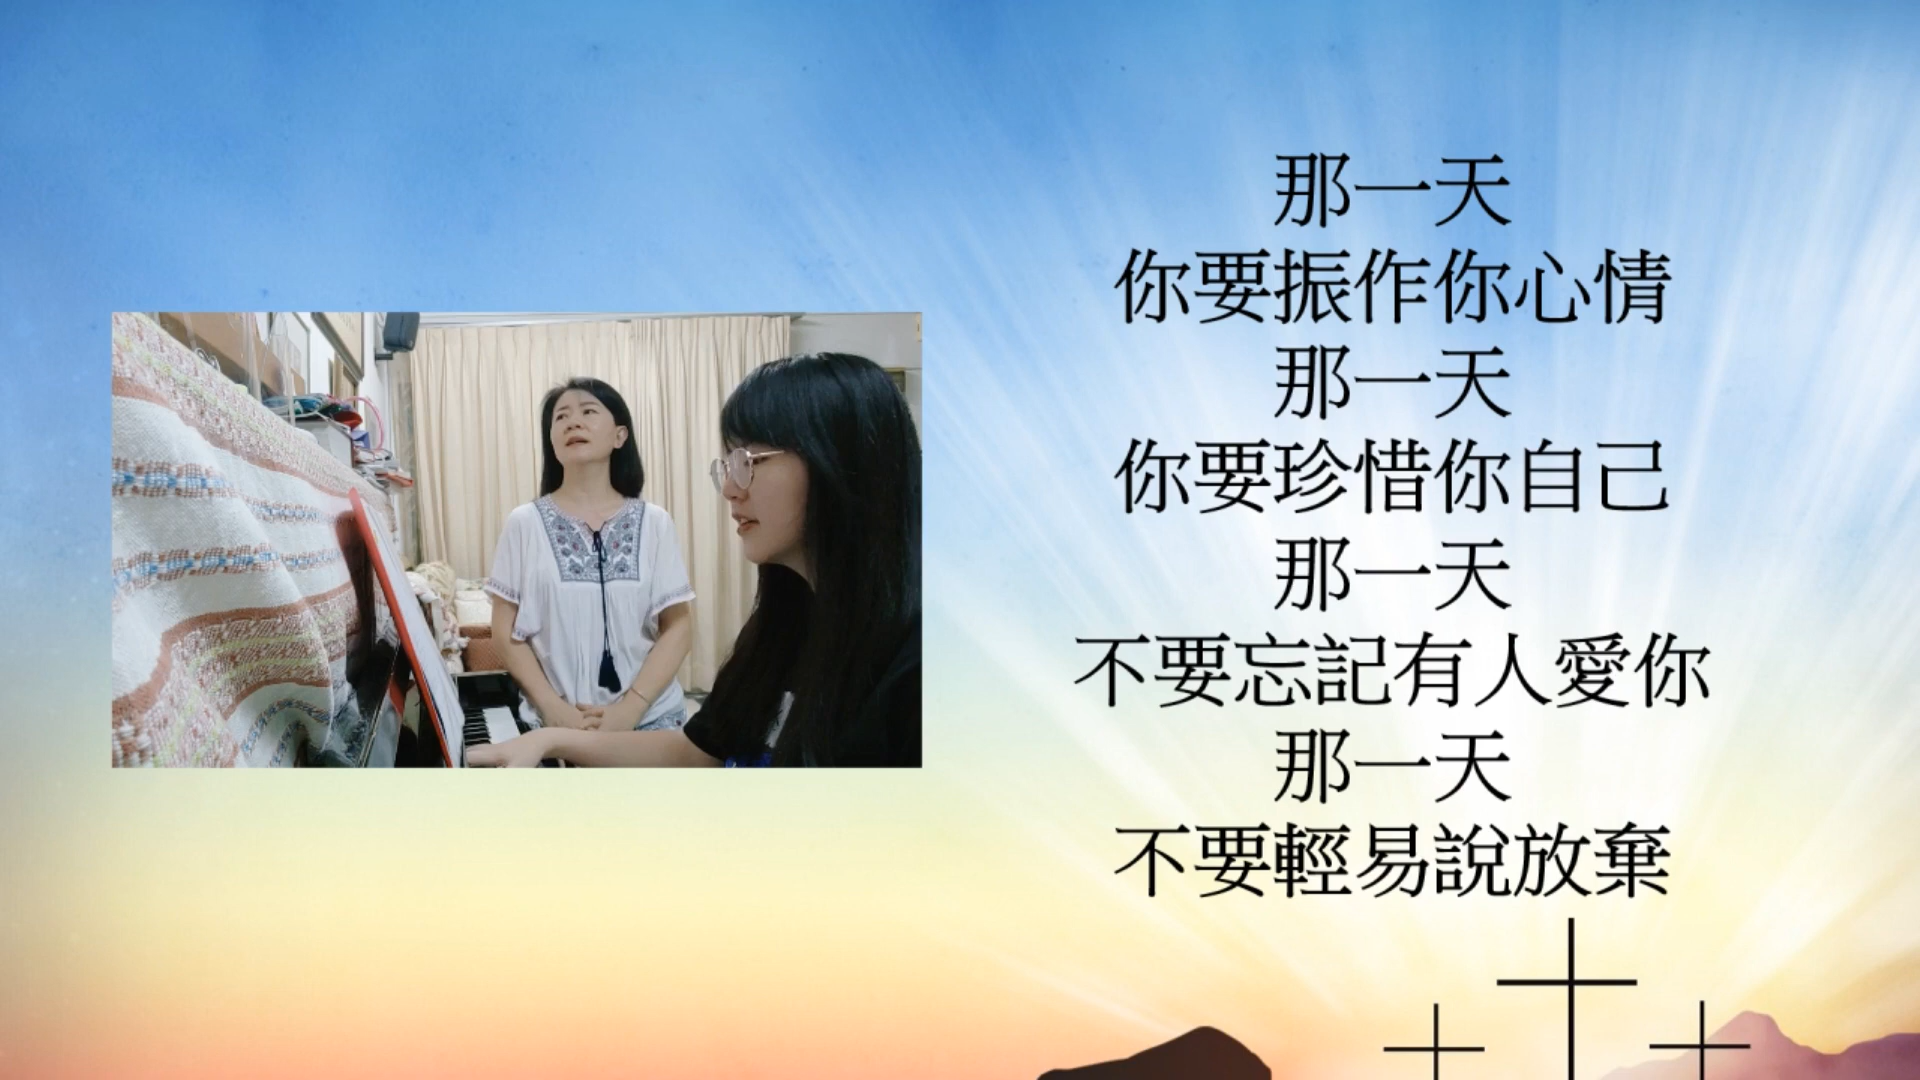 那一天
你要振作你心情
那一天
你要珍惜你自己
那一天
不要忘記有人愛你
那一天
不要輕易說放棄